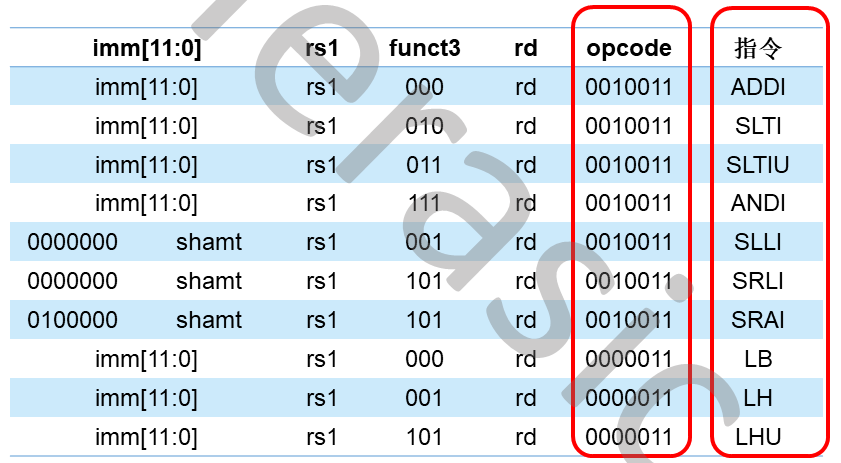 imm[11:0] rs1 funct3 rd opcode 指令
imm[11:0] rs1 000 rd 0010011 ADDI
imm[11:0] rs1 010 rd 0010011 SLTI
imm[11:0] rs1 011 rd 0010011 SLTIU
imm[11:0] rs1 111 rd 0010011 ANDI
0000000 shamt rs1 001 rd 0010011 SLLI
0000000 shamt rs1 101 rd 0010011 SRLI
0100000 shamt rs1 101 rd 0010011 SRAI
imm[11:0] rs1 000 rd 0000011 LB
imm[11:0] rs1 001 rd 0000011 LH
imm[11:0] rs1 101 rd 0000011 LHU
erasic